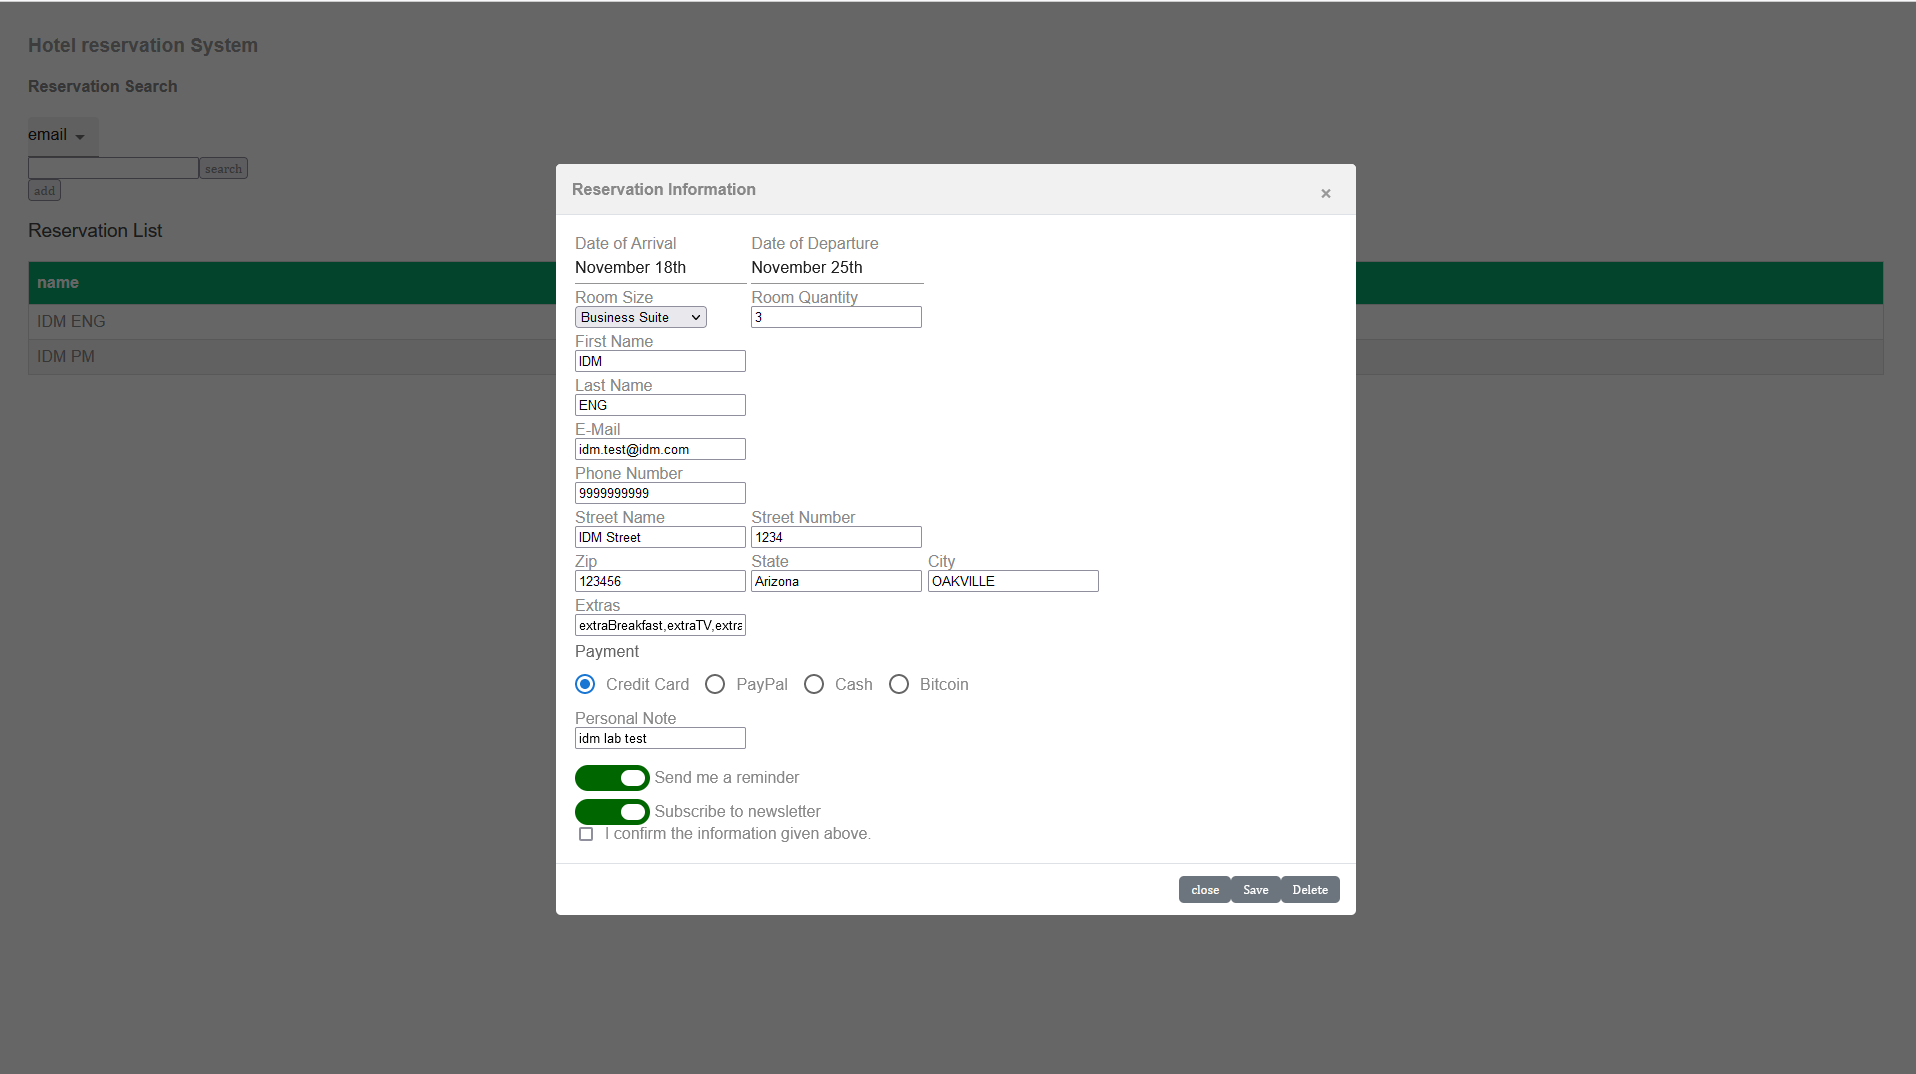 Hotel reservation System
Reservation Search
email
search
add
Reservation List
name
IDM ENG
IDM PM
Reservation Information ×
Date of Arrival Date of Departure
November 18th November 25th
Room Size Room Quantity
Business Suite 3
First Name
IDM
Last Name
ENG
E-Mail
idm.test@idm.com
Phone Number
9999999999
Street Name Street Number
IDM Street 1234
Zip State City
123456 Arizona OAKVILLE
Extras
extraBreakfast,extraTV,extra
Payment
Credit Card PayPal Cash Bitcoin
Personal Note
idm lab test
Send me a reminder
Subscribe to newsletter
I confirm the information given above.
close Save Delete